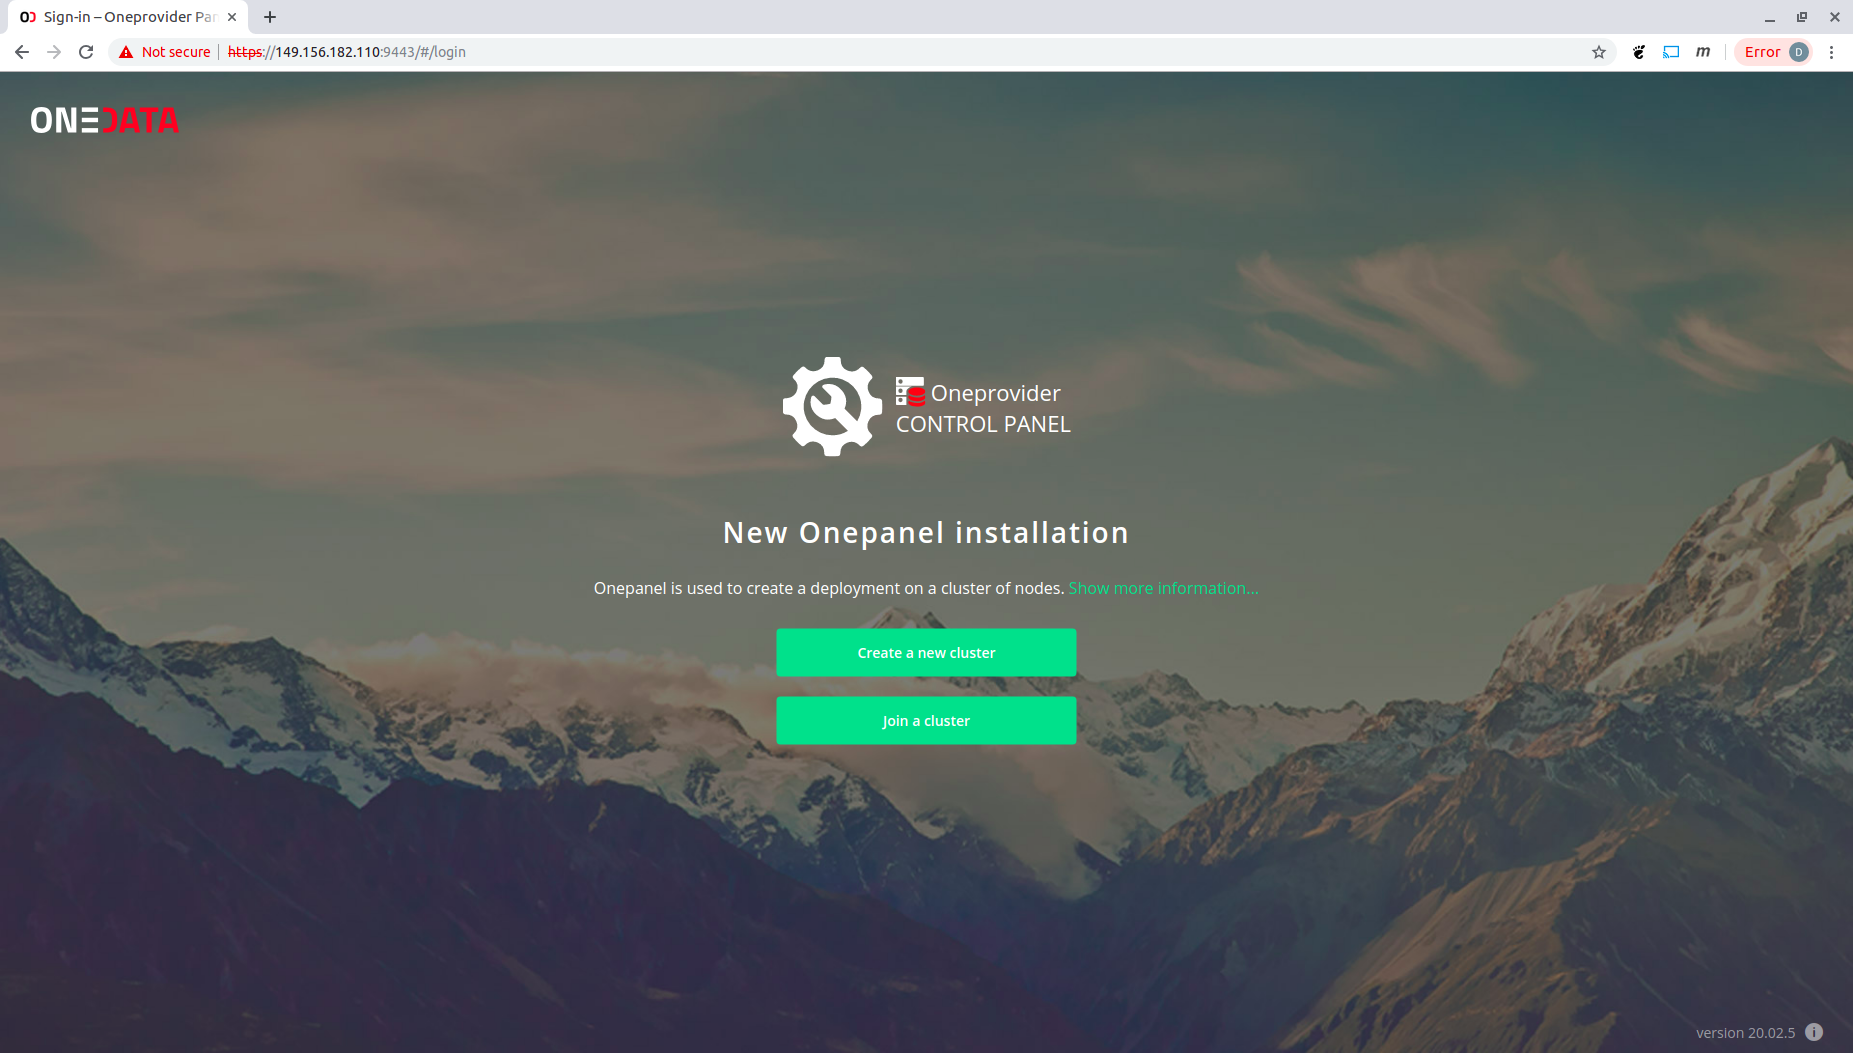 Sign-in – Oneprovider Pa
Not secure
https://149.156.182.110:9443/#/login
Error
D
ONEDATA
Oneprovider
CONTROL PANEL
New Onepanel installation
Onepanel is used to create a deployment on a cluster of nodes. Show more information...
Create a new cluster
Join a cluster
version 20.02.5